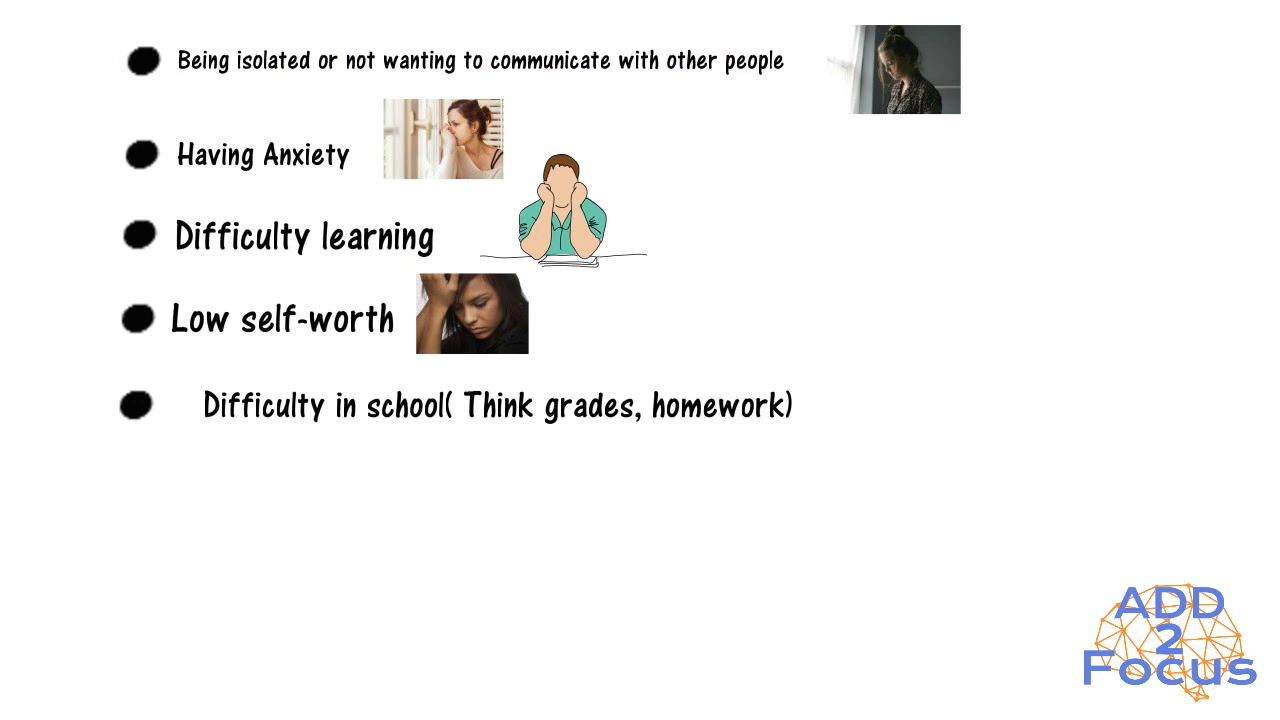 Being isolated or not wanting to communicate with other people
Having Anxiety
Difficulty learning
Low self-worth
Difficulty in school( Think grades, homework)
ADD
2
Focus